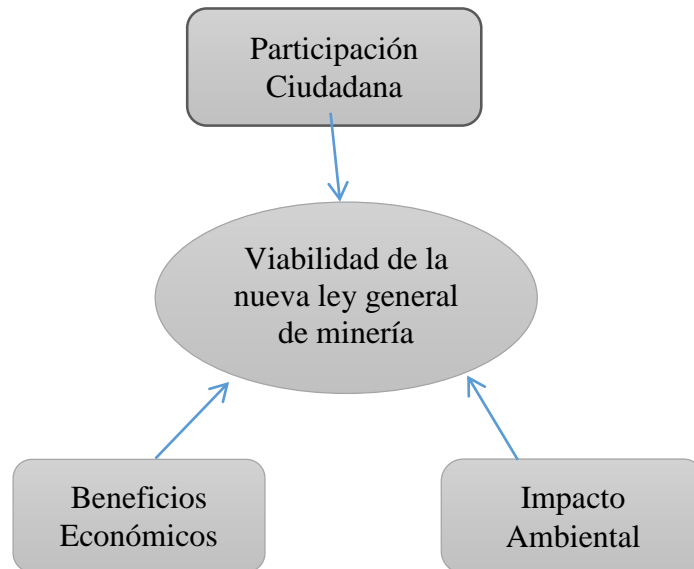 Participación
Ciudadana
Viabilidad de la
nueva ley general
de minería
Beneficios
Económicos
Impacto
Ambiental